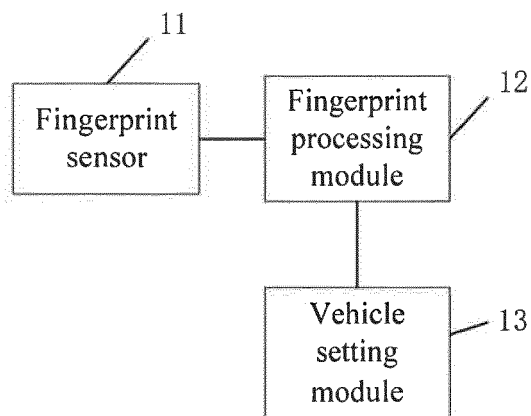 11
Fingerprint
sensor
12
Fingerprint
processing
module
13
Vehicle
setting
module